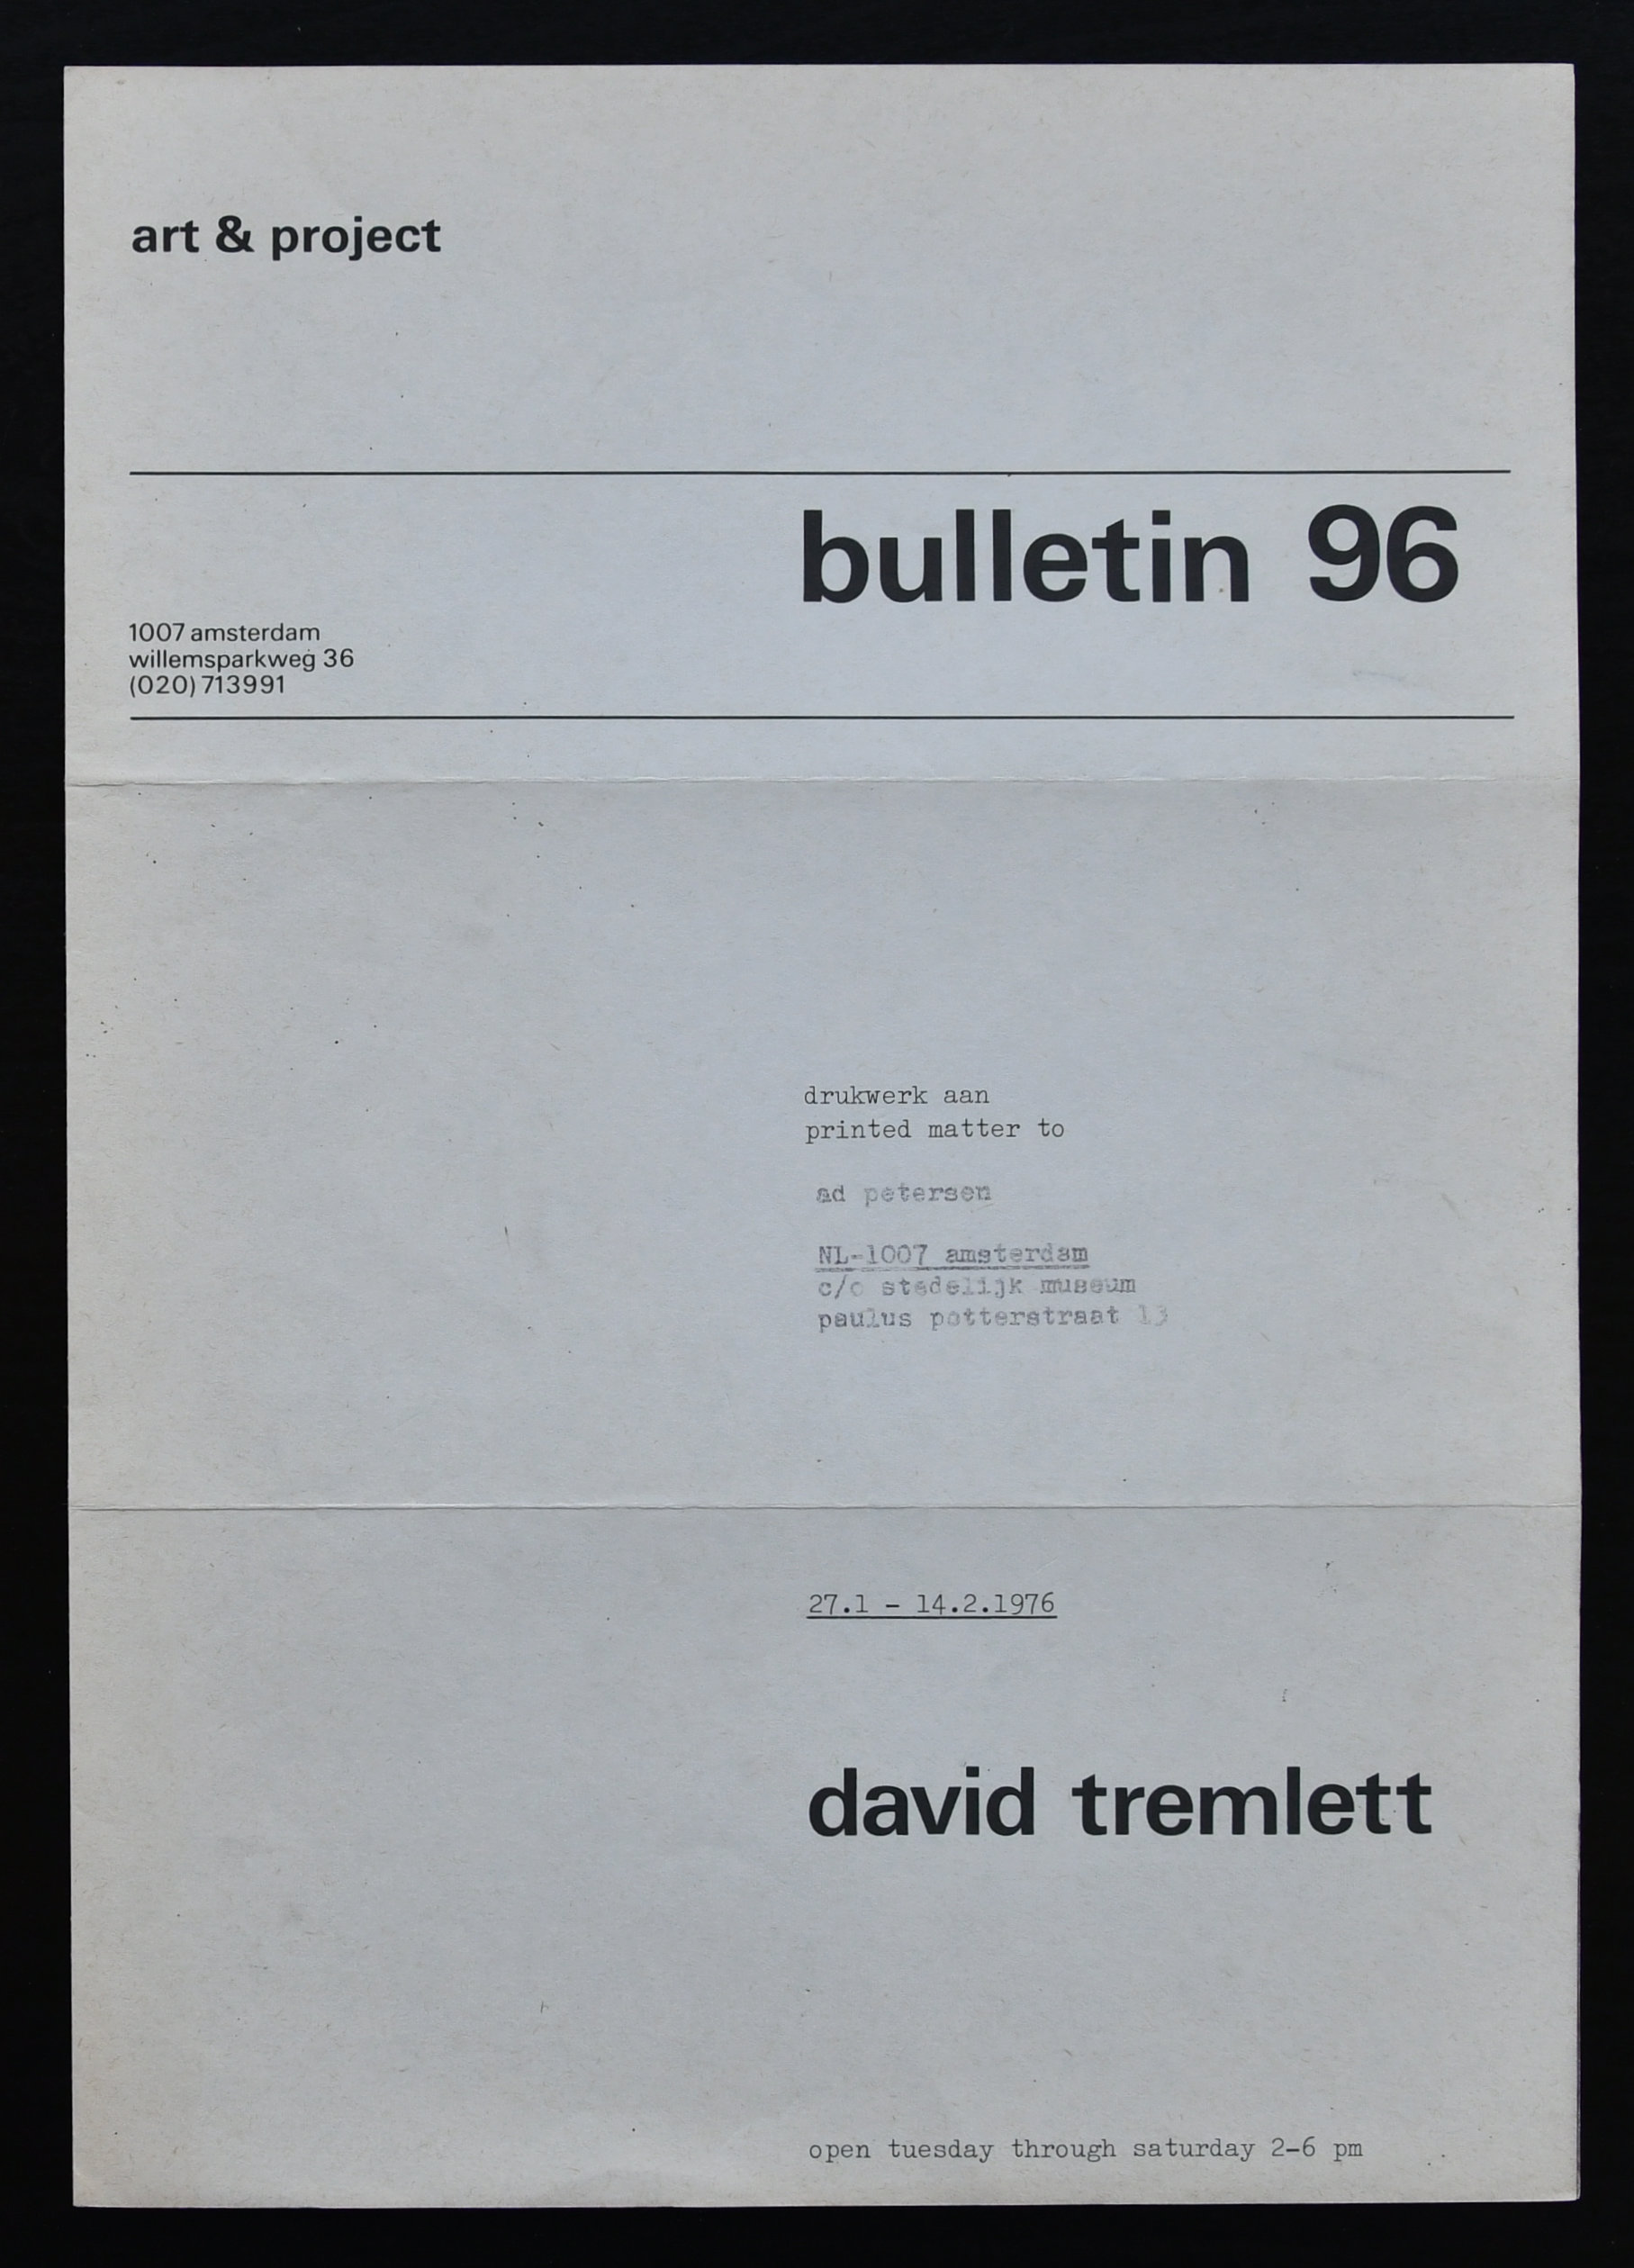 art & project
bulletin 96
1007 amsterdam
willemsparkweg 36
(020) 713991
drukwerk aan
printed matter to
ad petersen
NL-1007 amsterdam
c/o stedelijk museum
paulus potterstraat 13
27.1 - 14.2.1976
david tremlett
open tuesday through saturday 2-6 pm